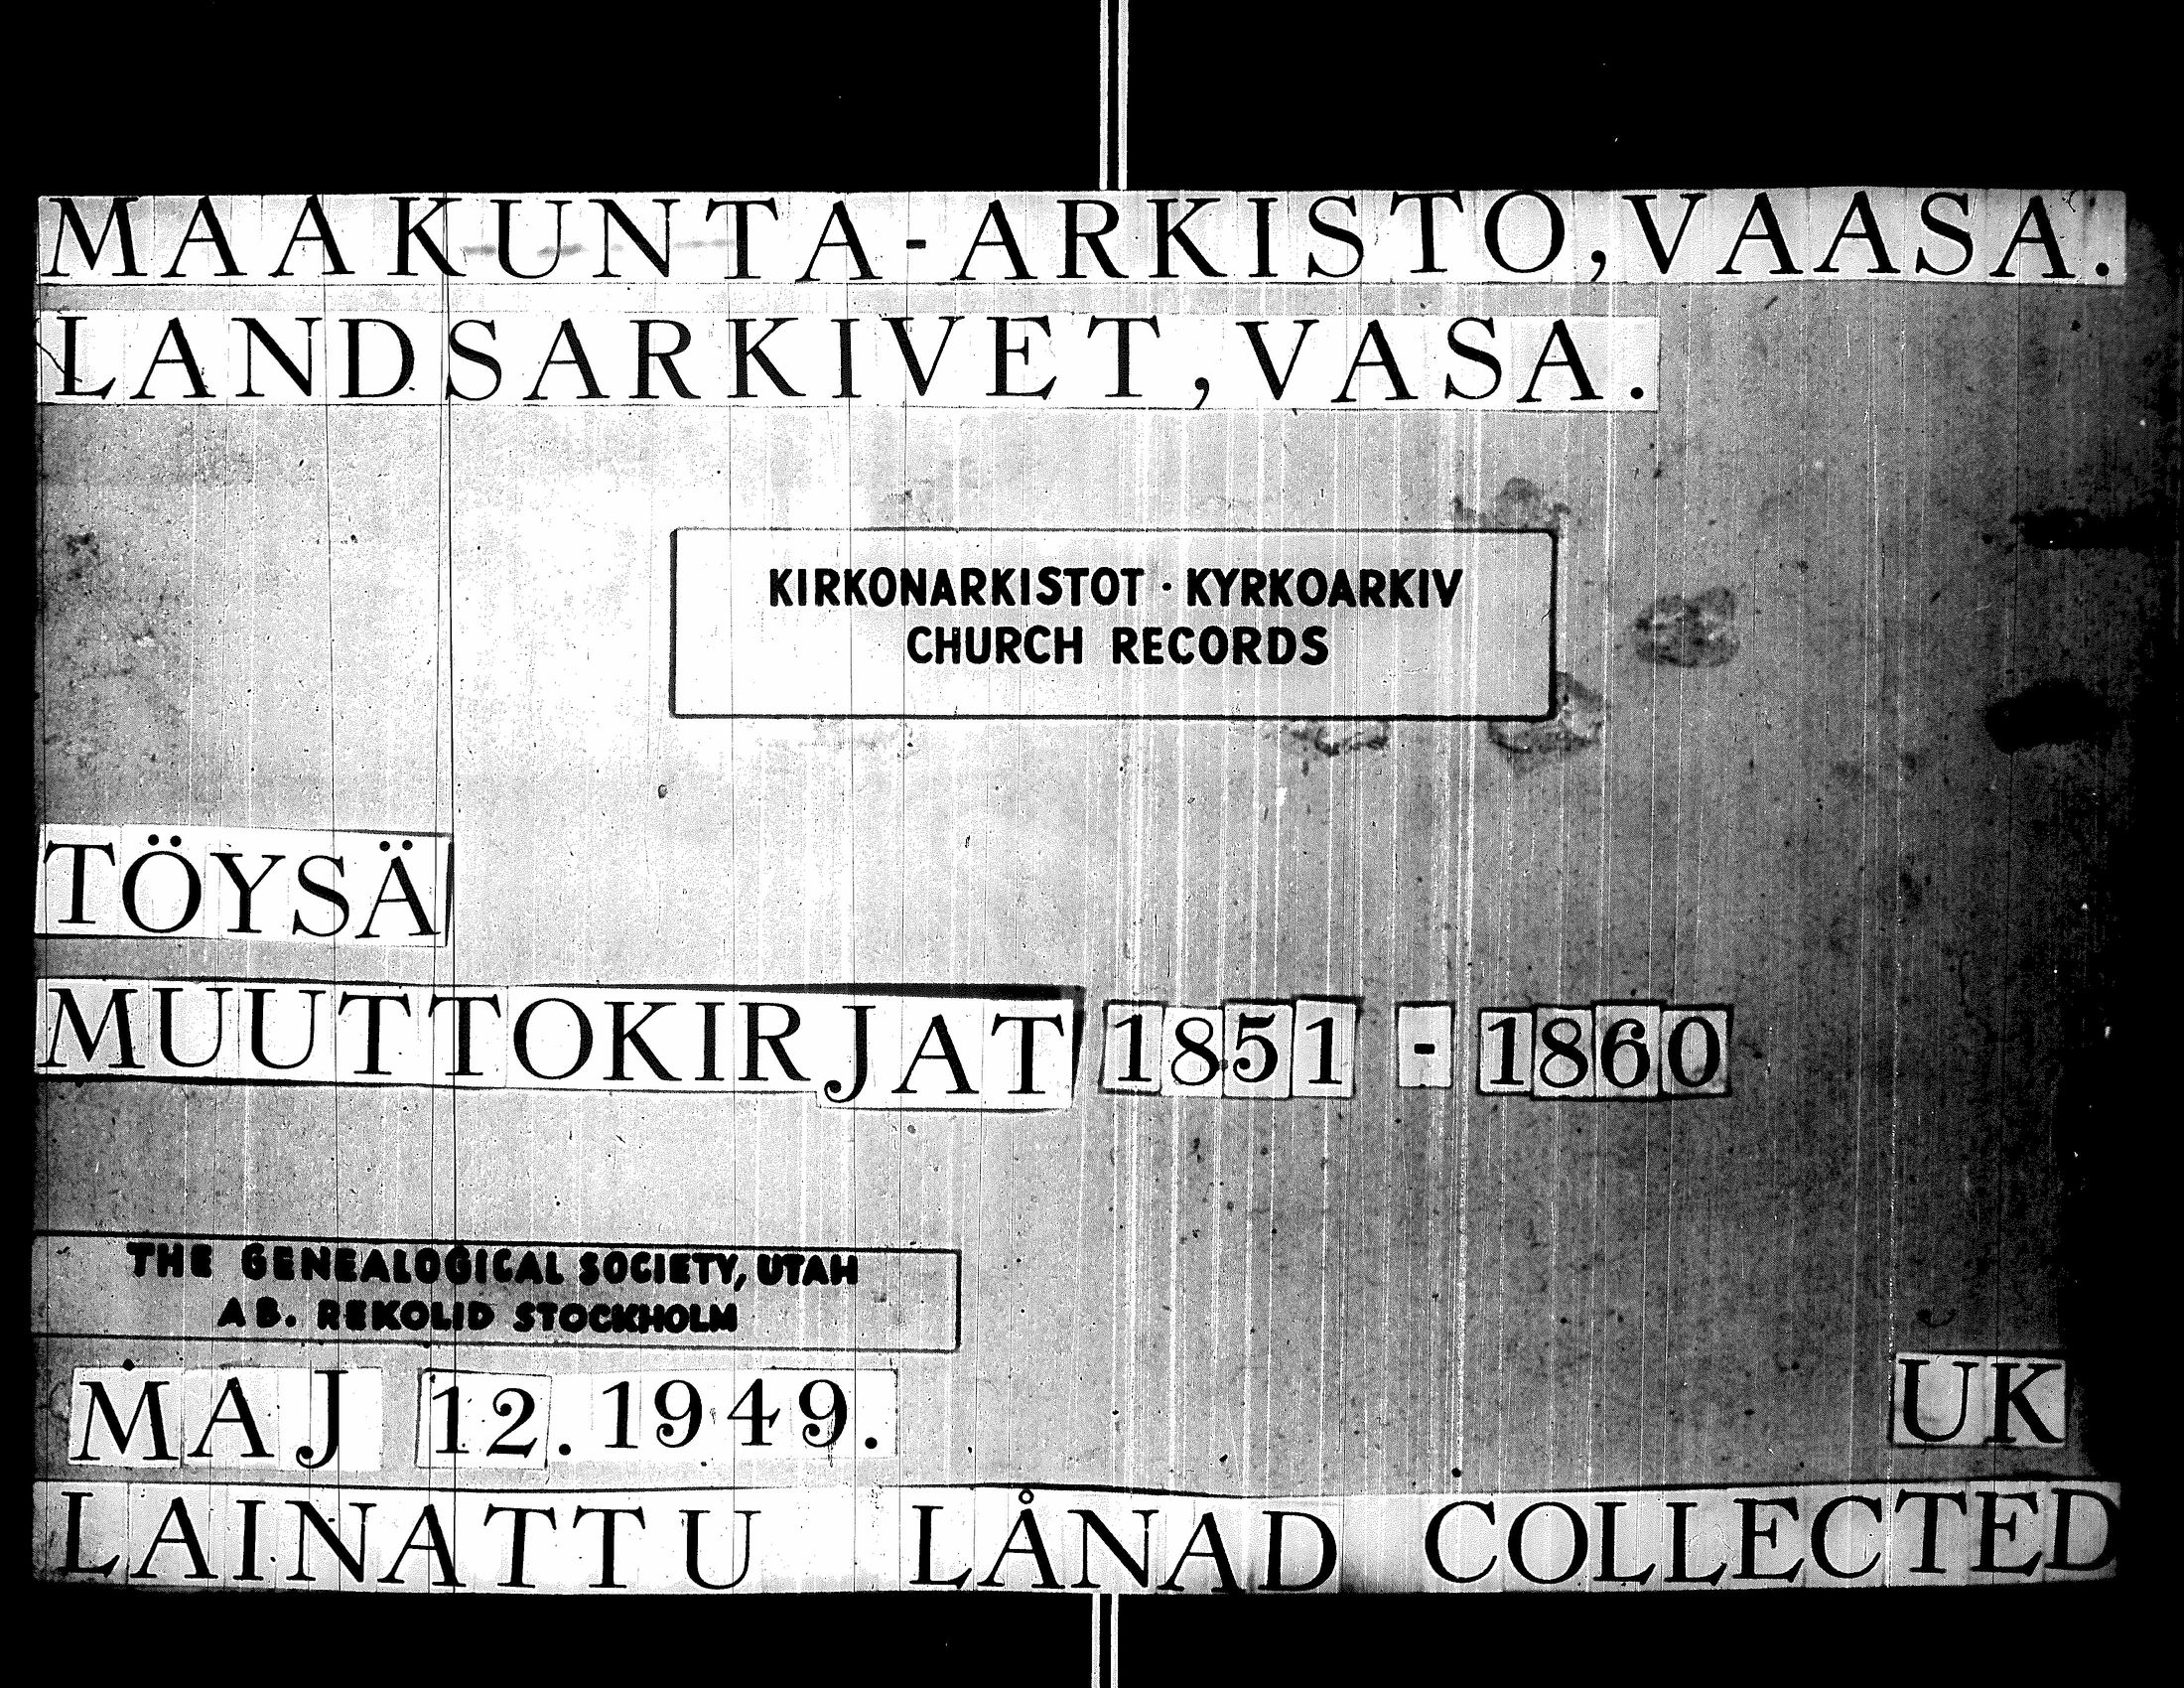 MAAKUNTA-ARKISTO,VAASA.
LANDSARKIVET,VASA.
KIRKONARKISTOT · KYRKOARKIV
CHURCH RECORDS
TÖYSÄ
MUUTTOKIRJAT 1851 - 1860
THE GENEALOGICAL SOCIETY, UTAH
AB. REKOLID STOCKHOLM
MAJ 12.1949.
UK
LAINATTU LÅNAD COLLECTED